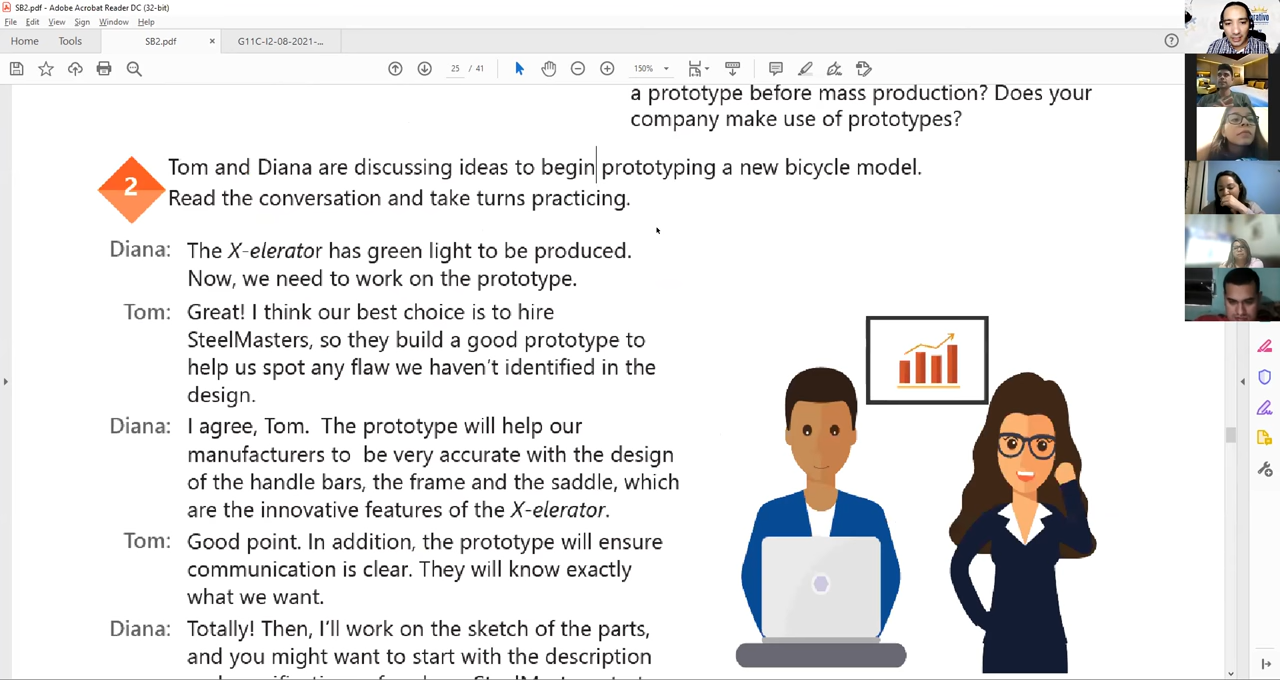 SB2.pdf - Adobe Acrobat Reader DC (32-bit)
File Edit View Sign Window Help
Home Tools SB2.pdf × G11C-I2-08-2021-...
25 / 41 150%
a prototype before mass production? Does your
company make use of prototypes?
2
Tom and Diana are discussing ideas to begin prototyping a new bicycle model.
Read the conversation and take turns practicing.
Diana: The X-elerator has green light to be produced.
Now, we need to work on the prototype.
Tom: Great! I think our best choice is to hire
SteelMasters, so they build a good prototype to
help us spot any flaw we haven't identified in the
design.
Diana: I agree, Tom. The prototype will help our
manufacturers to be very accurate with the design
of the handle bars, the frame and the saddle, which
are the innovative features of the X-elerator.
Tom: Good point. In addition, the prototype will ensure
communication is clear. They will know exactly
what we want.
Diana: Totally! Then, I'll work on the sketch of the parts,
and you might want to start with the description